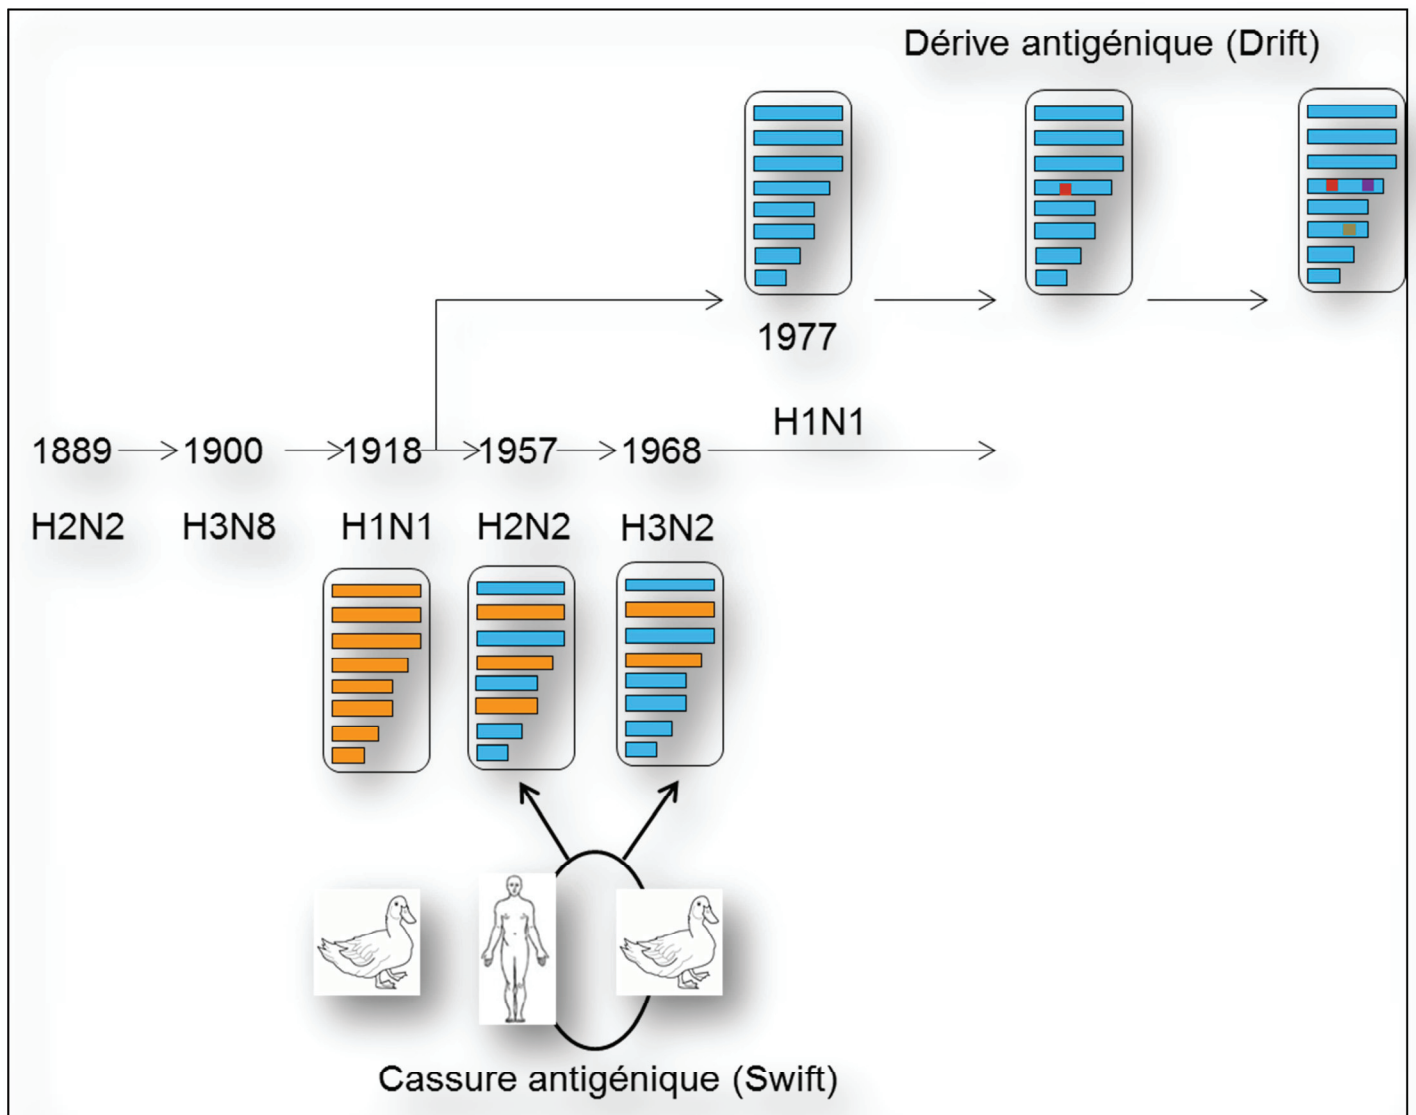 Dérive antigénique (Drift)
1977
H1N1
1889 1900 1918 1957 1968
H2N2 H3N8 H1N1 H2N2 H3N2
Cassure antigénique (Swift)